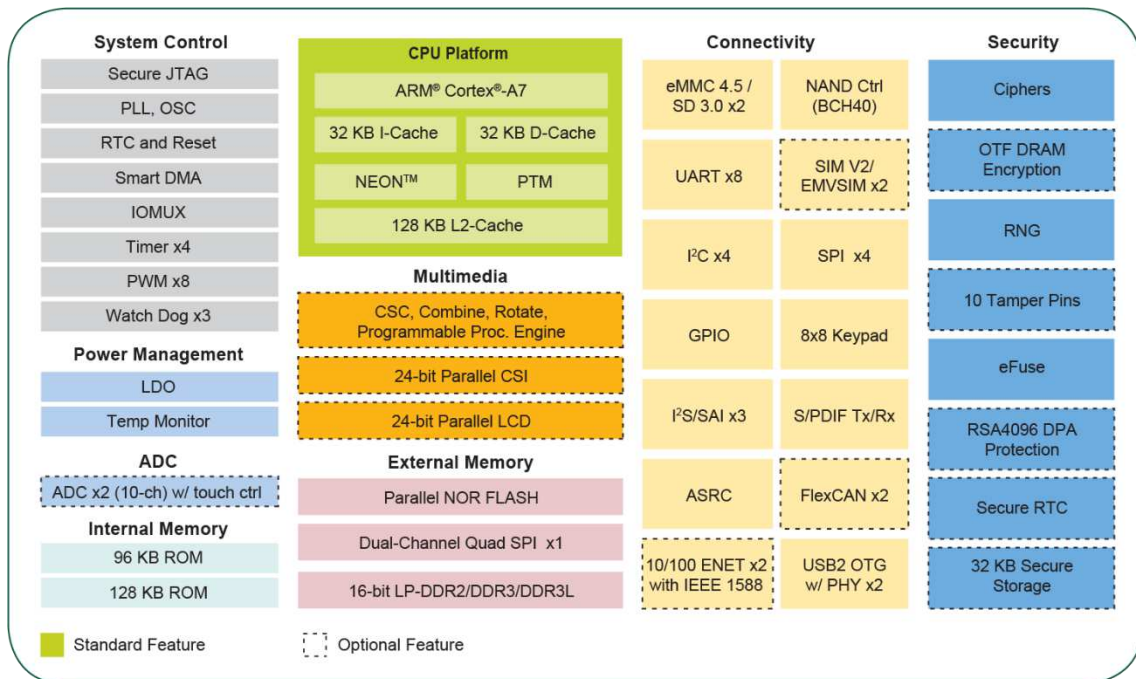 System Control
Secure JTAG
PLL, OSC
RTC and Reset
Smart DMA
IOMUX
Timer x4
PWM x8
Watch Dog x3
Power Management
LDO
Temp Monitor
ADC
ADC x2 (10-ch) w/ touch ctrl
Internal Memory
96 KB ROM
128 KB ROM
CPU Platform
ARM® Cortex®-A7
32 KB I-Cache
32 KB D-Cache
NEON™
PTM
128 KB L2-Cache
Multimedia
CSC, Combine, Rotate,
Programmable Proc. Engine
24-bit Parallel CSI
24-bit Parallel LCD
External Memory
Parallel NOR FLASH
Dual-Channel Quad SPI x1
16-bit LP-DDR2/DDR3/DDR3L
Connectivity
eMMC 4.5 /
SD 3.0 x2
NAND Ctrl
(BCH40)
UART x8
SIM V2/
EMVSIM x2
I²C x4
SPI x4
GPIO
8x8 Keypad
I²S/SAI x3
S/PDIF Tx/Rx
ASRC
FlexCAN x2
10/100 ENET x2
with IEEE 1588
USB2 OTG
w/ PHY x2
Security
Ciphers
OTF DRAM
Encryption
RNG
10 Tamper Pins
eFuse
RSA4096 DPA
Protection
Secure RTC
32 KB Secure
Storage
Standard Feature
Optional Feature